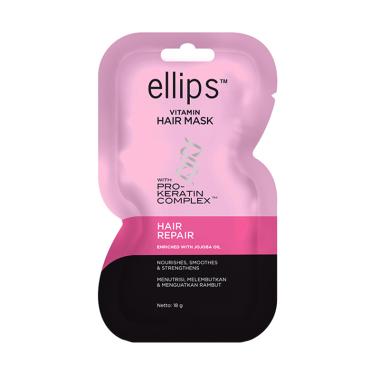 ellips™
VITAMIN
HAIR MASK
WITH
PRO-
KERATIN
COMPLEX™
HAIR
REPAIR
ENRICHED WITH JOJOBA OIL
NOURISHES, SMOOTHES
& STRENGTHENS
MENUTRISI, MELEMBUTKAN
& MENGUATKAN RAMBUT
Netto: 18 g